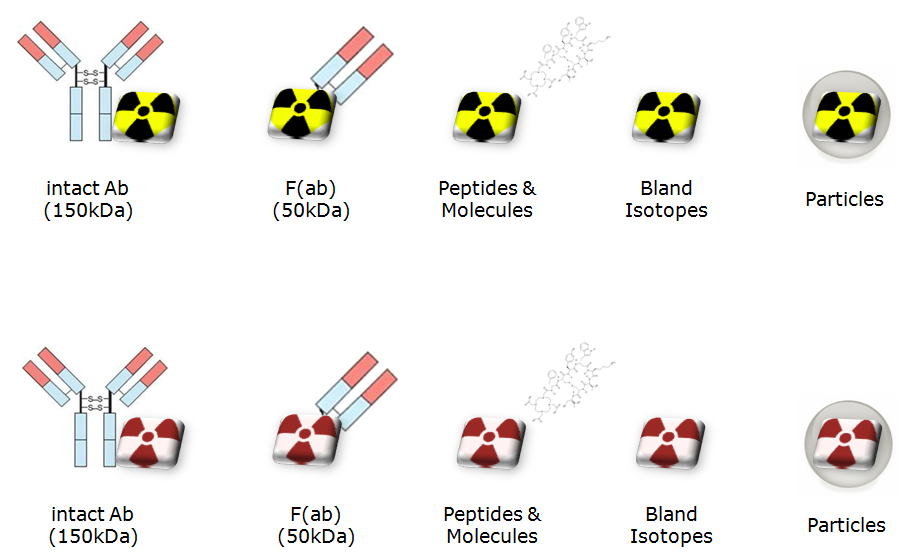 S-S
S-S
intact Ab
(150kDa)
F(ab)
(50kDa)
Peptides &
Molecules
Bland
Isotopes
Particles
S-S
S-S
intact Ab
(150kDa)
F(ab)
(50kDa)
Peptides &
Molecules
Bland
Isotopes
Particles